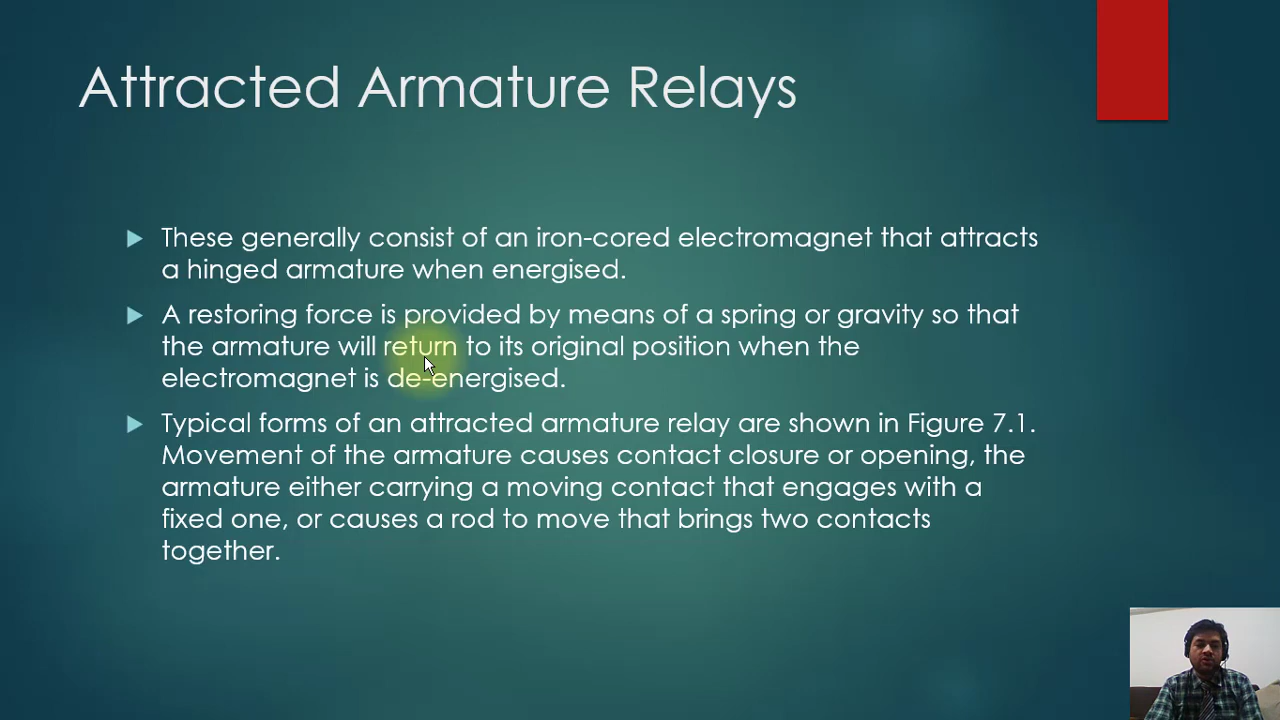 Attracted Armature Relays
These generally consist of an iron-cored electromagnet that attracts
a hinged armature when energised.
A restoring force is provided by means of a spring or gravity so that
the armature will return to its original position when the
electromagnet is de-energised.
Typical forms of an attracted armature relay are shown in Figure 7.1.
Movement of the armature causes contact closure or opening, the
armature either carrying a moving contact that engages with a
fixed one, or causes a rod to move that brings two contacts
together.